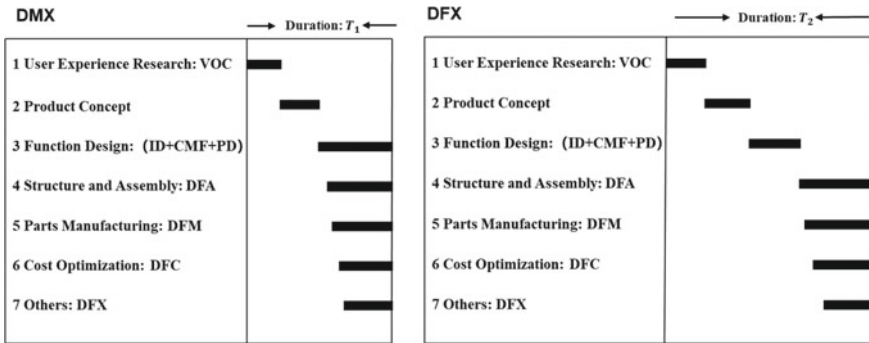 DMX
Duration: T₁
1 User Experience Research: VOC
2 Product Concept
3 Function Design: (ID+CMF+PD)
4 Structure and Assembly: DFA
5 Parts Manufacturing: DFM
6 Cost Optimization: DFC
7 Others: DFX
DFX
Duration: T₂
1 User Experience Research: VOC
2 Product Concept
3 Function Design: (ID+CMF+PD)
4 Structure and Assembly: DFA
5 Parts Manufacturing: DFM
6 Cost Optimization: DFC
7 Others: DFX